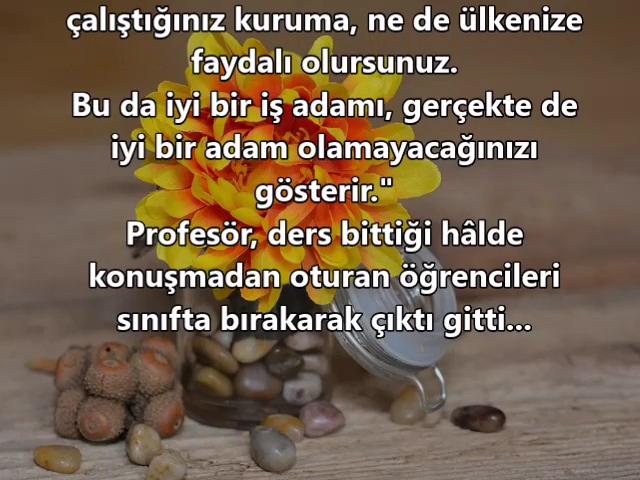 çalıştığınız kuruma, ne de ülkenize
faydalı olursunuz.
Bu da iyi bir iş adamı, gerçekte de
iyi bir adam olamayacağınızı
gösterir."
Profesör, ders bittiği hâlde
konuşmadan oturan öğrencileri
sınıfta bırakarak çıktı gitti...